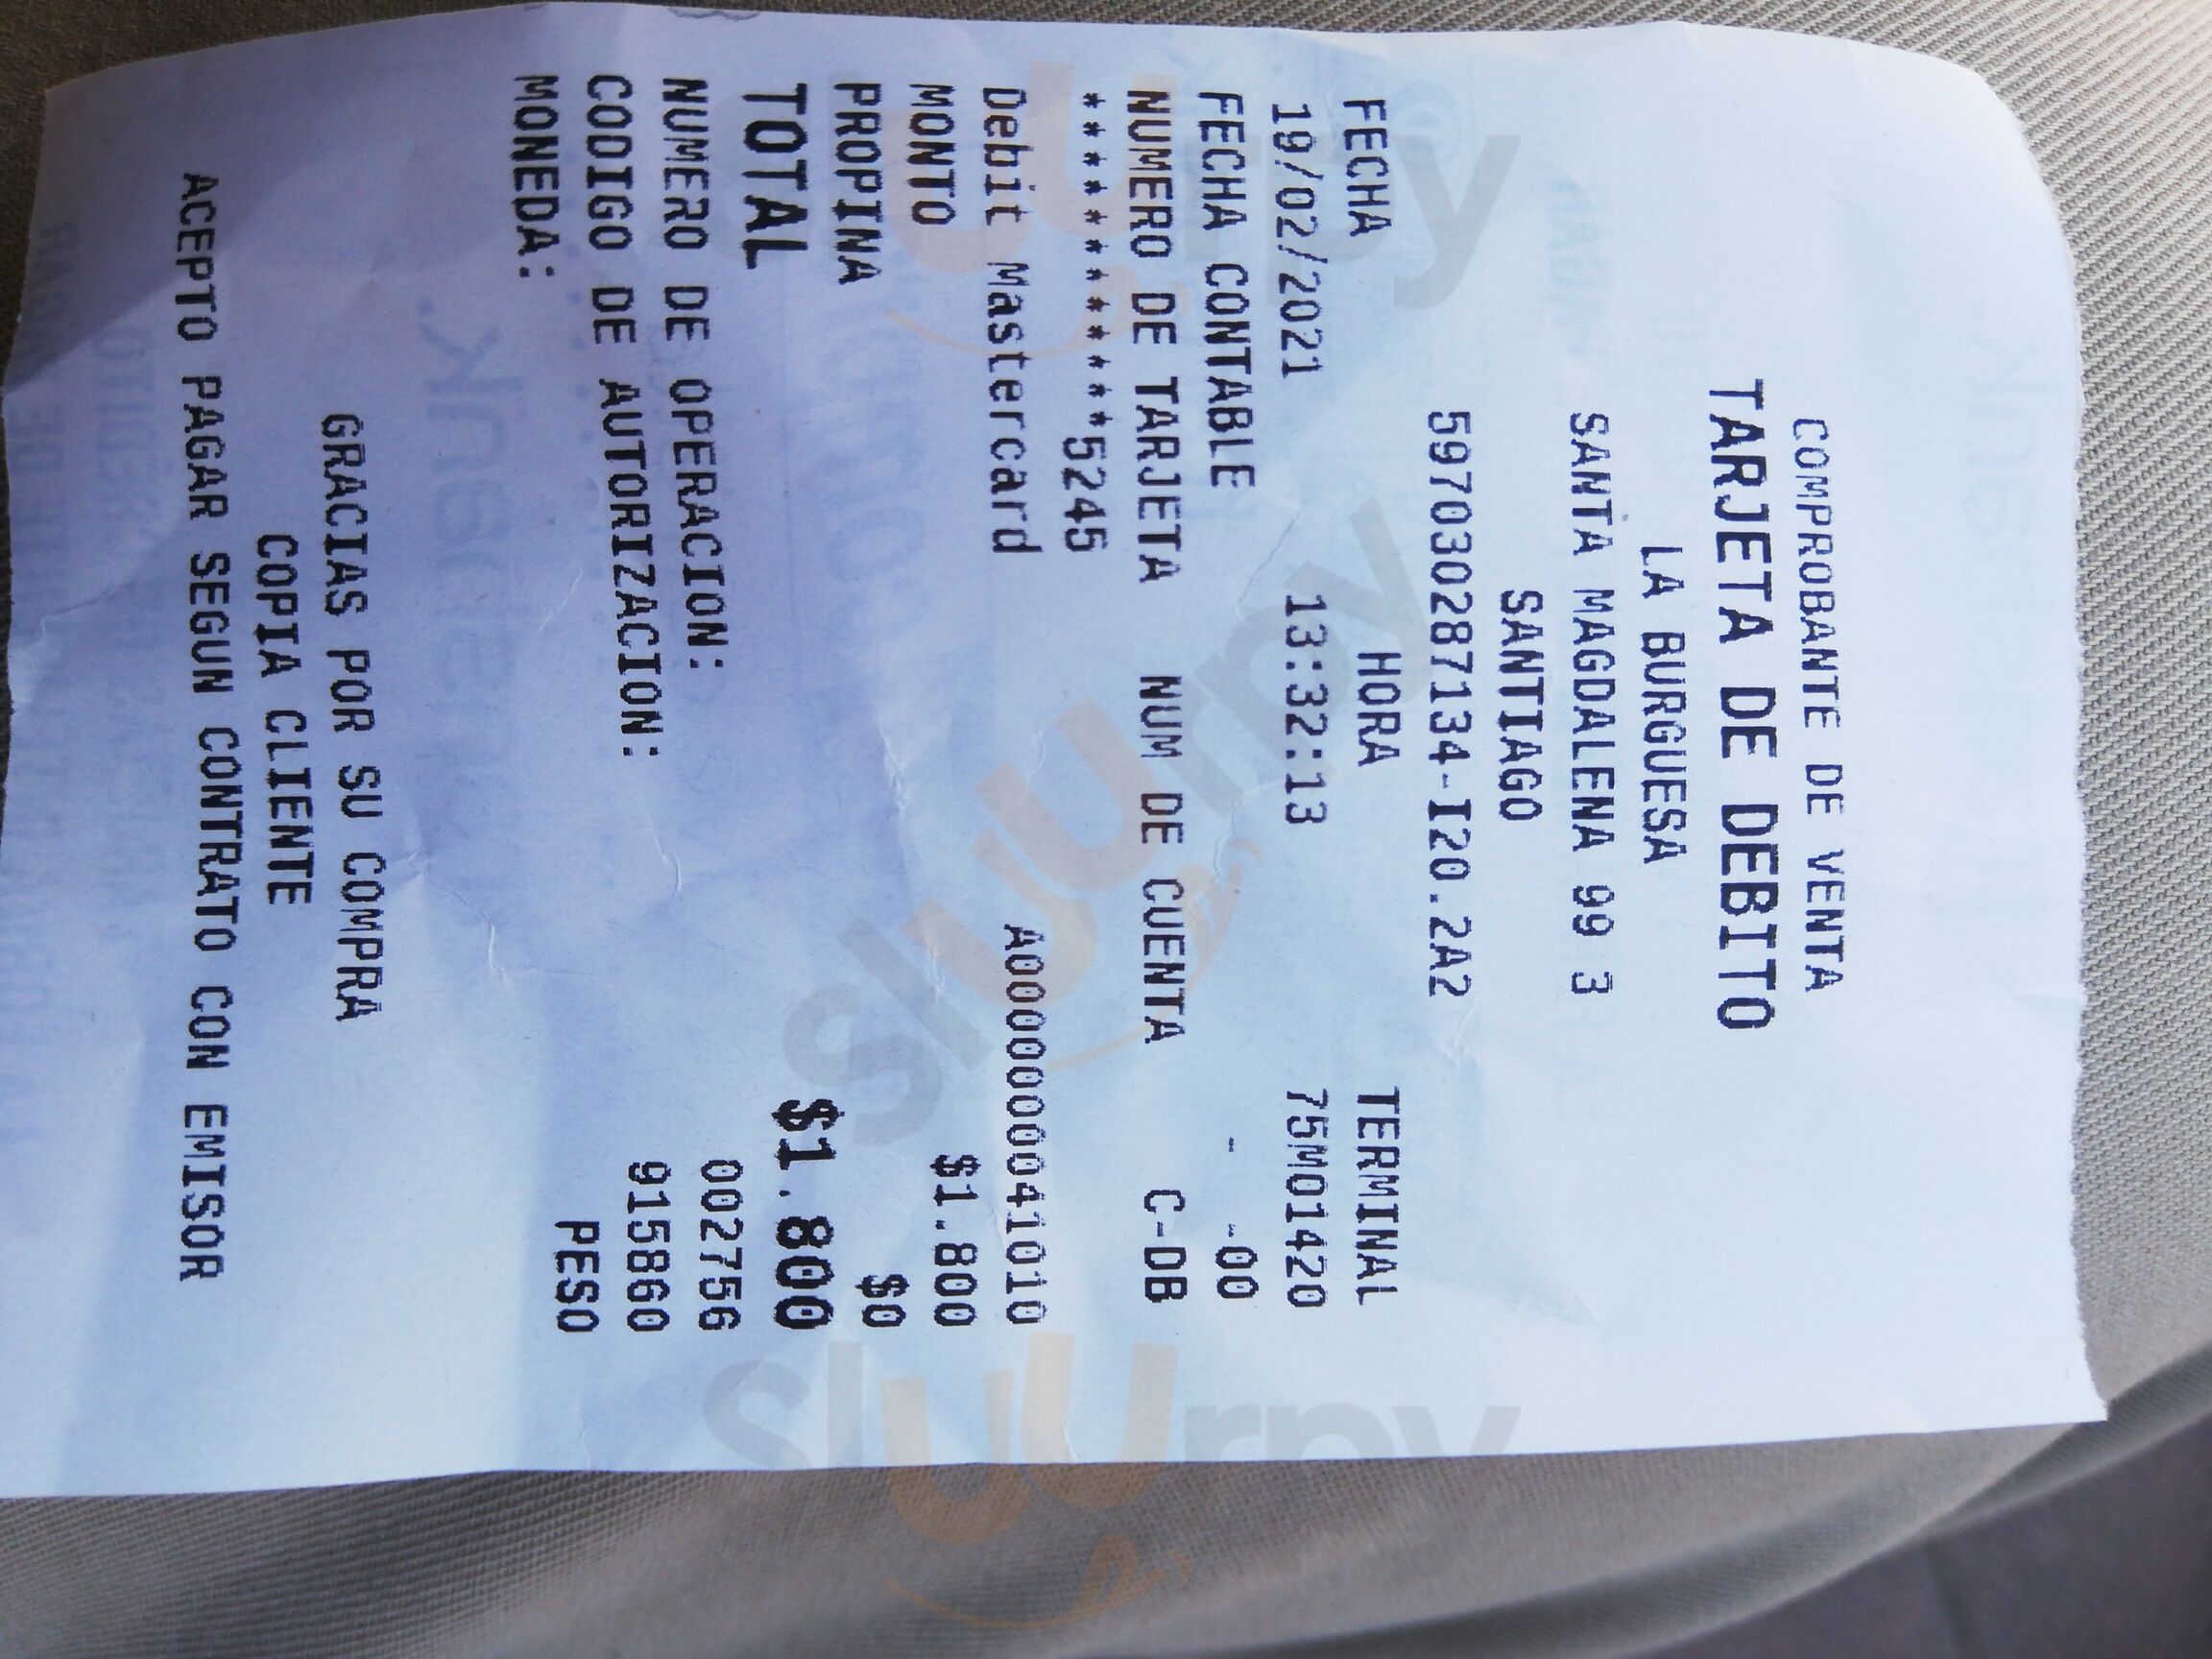 COMPROBANTE DE VENTA
TARJETA DE DEBITO
LA BURGUESA
SANTA MAGDALENA 99 3
SANTIAGO
597030287134-I20.2A2
FECHA HORA TERMINAL
19/02/2021 13:32:13 75M01420
FECHA CONTABLE - -00
NUMERO DE TARJETA NUM DE CUENTA C-DB
************5245
Debit Mastercard A0000000041010
MONTO $1.800
PROPINA $0
TOTAL $1.800
NUMERO DE OPERACION: 002756
CODIGO DE AUTORIZACION: 915860
MONEDA: PESO
GRACIAS POR SU COMPRA
COPIA CLIENTE
ACEPTO PAGAR SEGUN CONTRATO CON EMISOR
Sluurpy
Sluurpy
Sluurpy